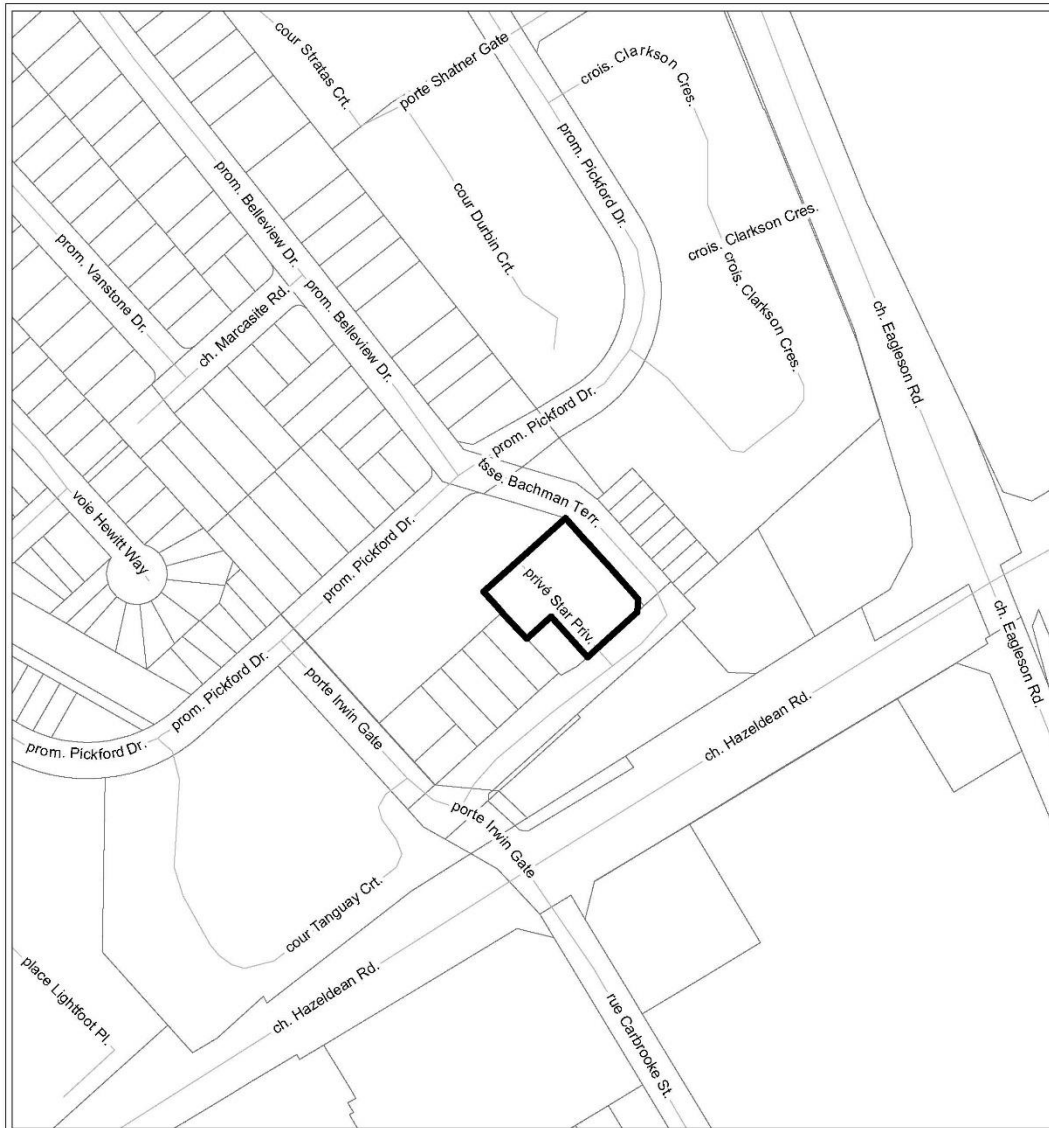 cour Stratas Crt.
porte Shatner Gate
crois. Clarkson Cres.
prom. Pickford Dr.
prom. Belleview Dr.
cour Durbin Crt.
crois. Clarkson Cres.
prom. Vanstone Dr.
crois. Clarkson Cres.
ch. Marcasite Rd.
prom. Belleview Dr.
ch. Eagleson Rd.
prom. Pickford Dr.
tsse. Bachman Terr.
voie Hewitt Way
prom. Pickford Dr.
privé Star Priv.
ch. Eagleson Rd.
prom. Pickford Dr.
porte Irwin Gate
ch. Hazeldean Rd.
prom. Pickford Dr.
porte Irwin Gate
cour Tanguay Crt.
place Lightfoot Pl.
ch. Hazeldean Rd.
rue Carbrooke St.